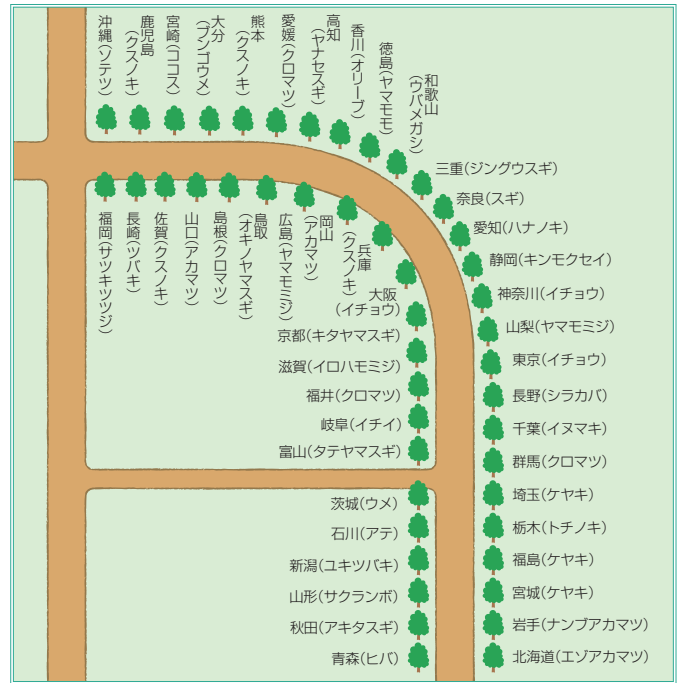 沖縄(ソテツ)
鹿児島
(クスノキ)
宮崎(ココス)
大分
(ブンゴウメ)
熊本
(クスノキ)
愛媛(クロマツ)
高知
(ヤナセスギ)
香川(オリーブ)
徳島(ヤマモモ)
和歌山
(ウバメガシ)
三重(ジングウスギ)
奈良(スギ)
愛知(ハナノキ)
静岡(キンモクセイ)
神奈川(イチョウ)
山梨(ヤマモミジ)
東京(イチョウ)
長野(シラカバ)
千葉(イヌマキ)
群馬(クロマツ)
埼玉(ケヤキ)
栃木(トチノキ)
福島(ケヤキ)
宮城(ケヤキ)
岩手(ナンブアカマツ)
北海道(エゾアカマツ)
福岡(サツキツツジ)
長崎(ツバキ)
佐賀(クスノキ)
山口(アカマツ)
島根(クロマツ)
鳥取
(オキノヤマスギ)
広島(ヤマモミジ)
岡山
(アカマツ)
兵庫
(クスノキ)
大阪
(イチョウ)
京都(キタヤマスギ)
滋賀(イロハモミジ)
福井(クロマツ)
岐阜(イチイ)
富山(タテヤマスギ)
茨城(ウメ)
石川(アテ)
新潟(ユキツバキ)
山形(サクランボ)
秋田(アキタスギ)
青森(ヒバ)